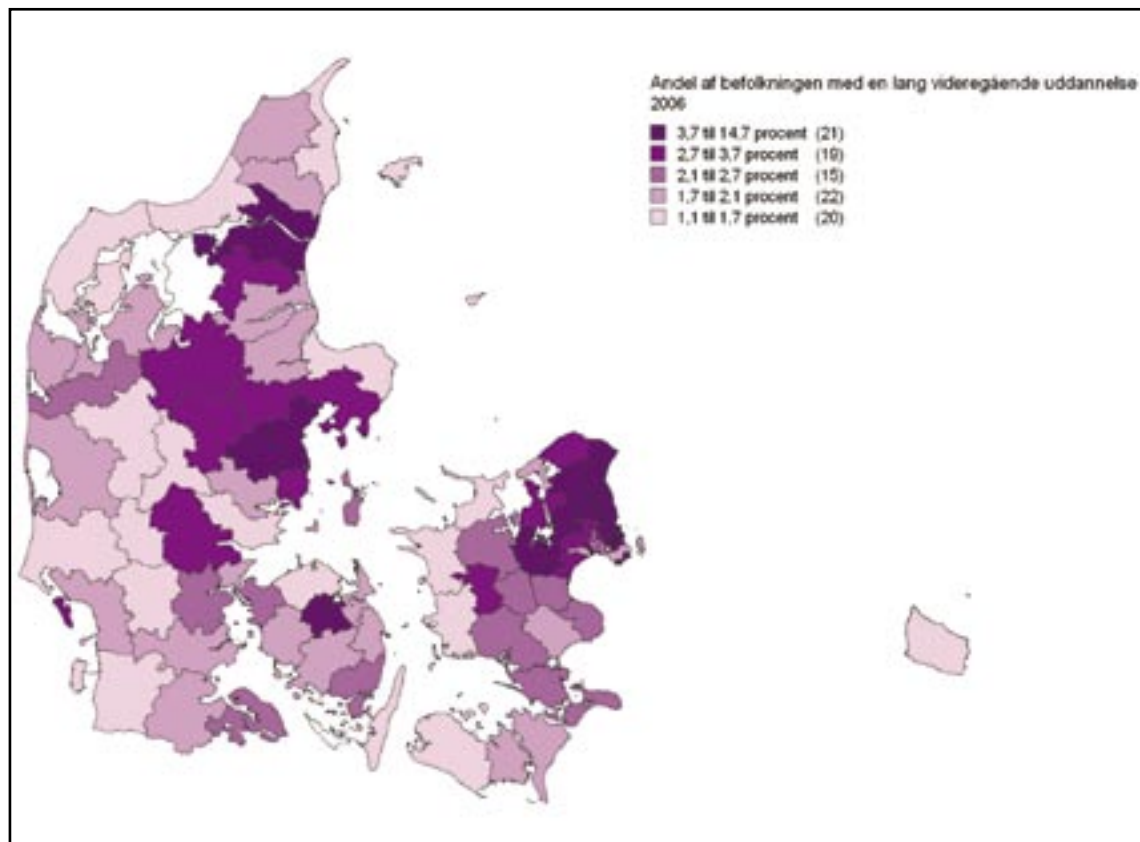 Andel af befolkningen med en lang videregående uddannelse
2006
3,7 til 14,7 procent (21)
2,7 til 3,7 procent (19)
2,1 til 2,7 procent (15)
1,7 til 2,1 procent (22)
1,1 til 1,7 procent (20)